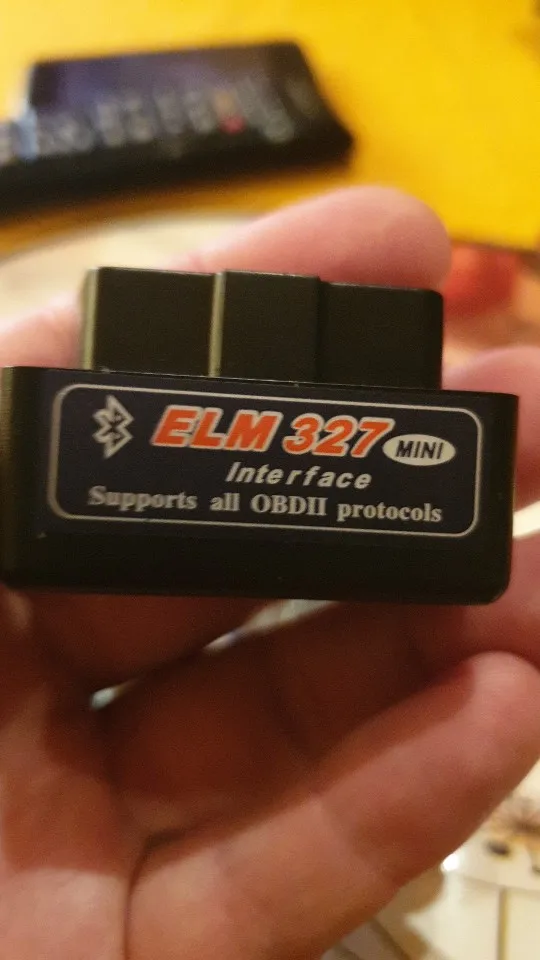 ELM 327 MINI
Interface
Supports all OBDII protocols